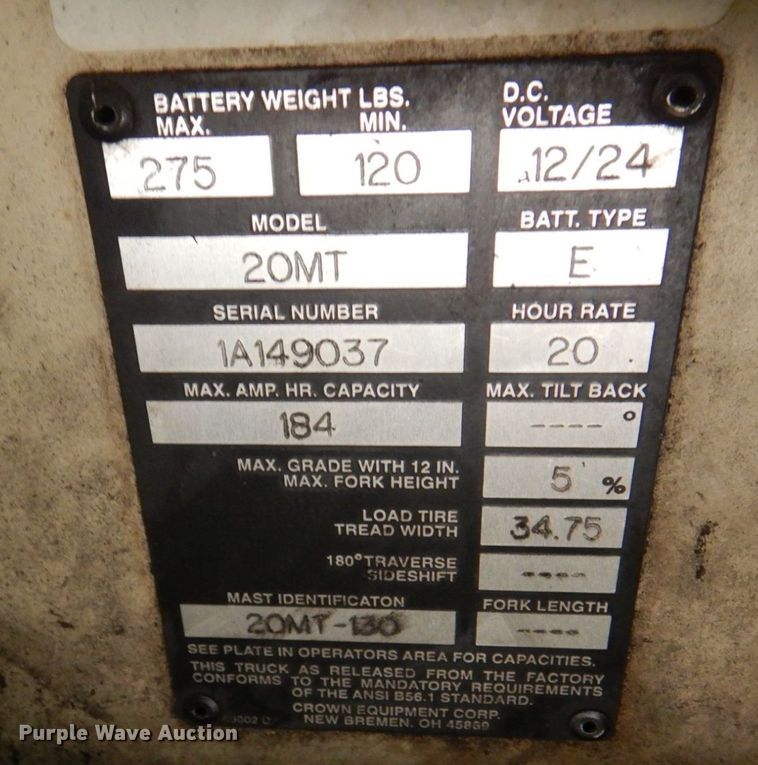 BATTERY WEIGHT LBS.
MAX. MIN.
D.C.
VOLTAGE
275 120 12/24
MODEL BATT. TYPE
20MT E
SERIAL NUMBER HOUR RATE
1A149037 20
MAX. AMP. HR. CAPACITY MAX. TILT BACK
184 ----°
MAX. GRADE WITH 12 IN.
MAX. FORK HEIGHT
5 %
LOAD TIRE
TREAD WIDTH
34.75
180° TRAVERSE
SIDESHIFT
----
MAST IDENTIFICATON FORK LENGTH
20MT-130 ----
SEE PLATE IN OPERATORS AREA FOR CAPACITIES.
THIS TRUCK AS RELEASED FROM THE FACTORY
CONFORMS TO THE MANDATORY REQUIREMENTS
OF THE ANSI B56.1 STANDARD.
CROWN EQUIPMENT CORP.
NEW BREMEN, OH 45869
Purple Wave Auction